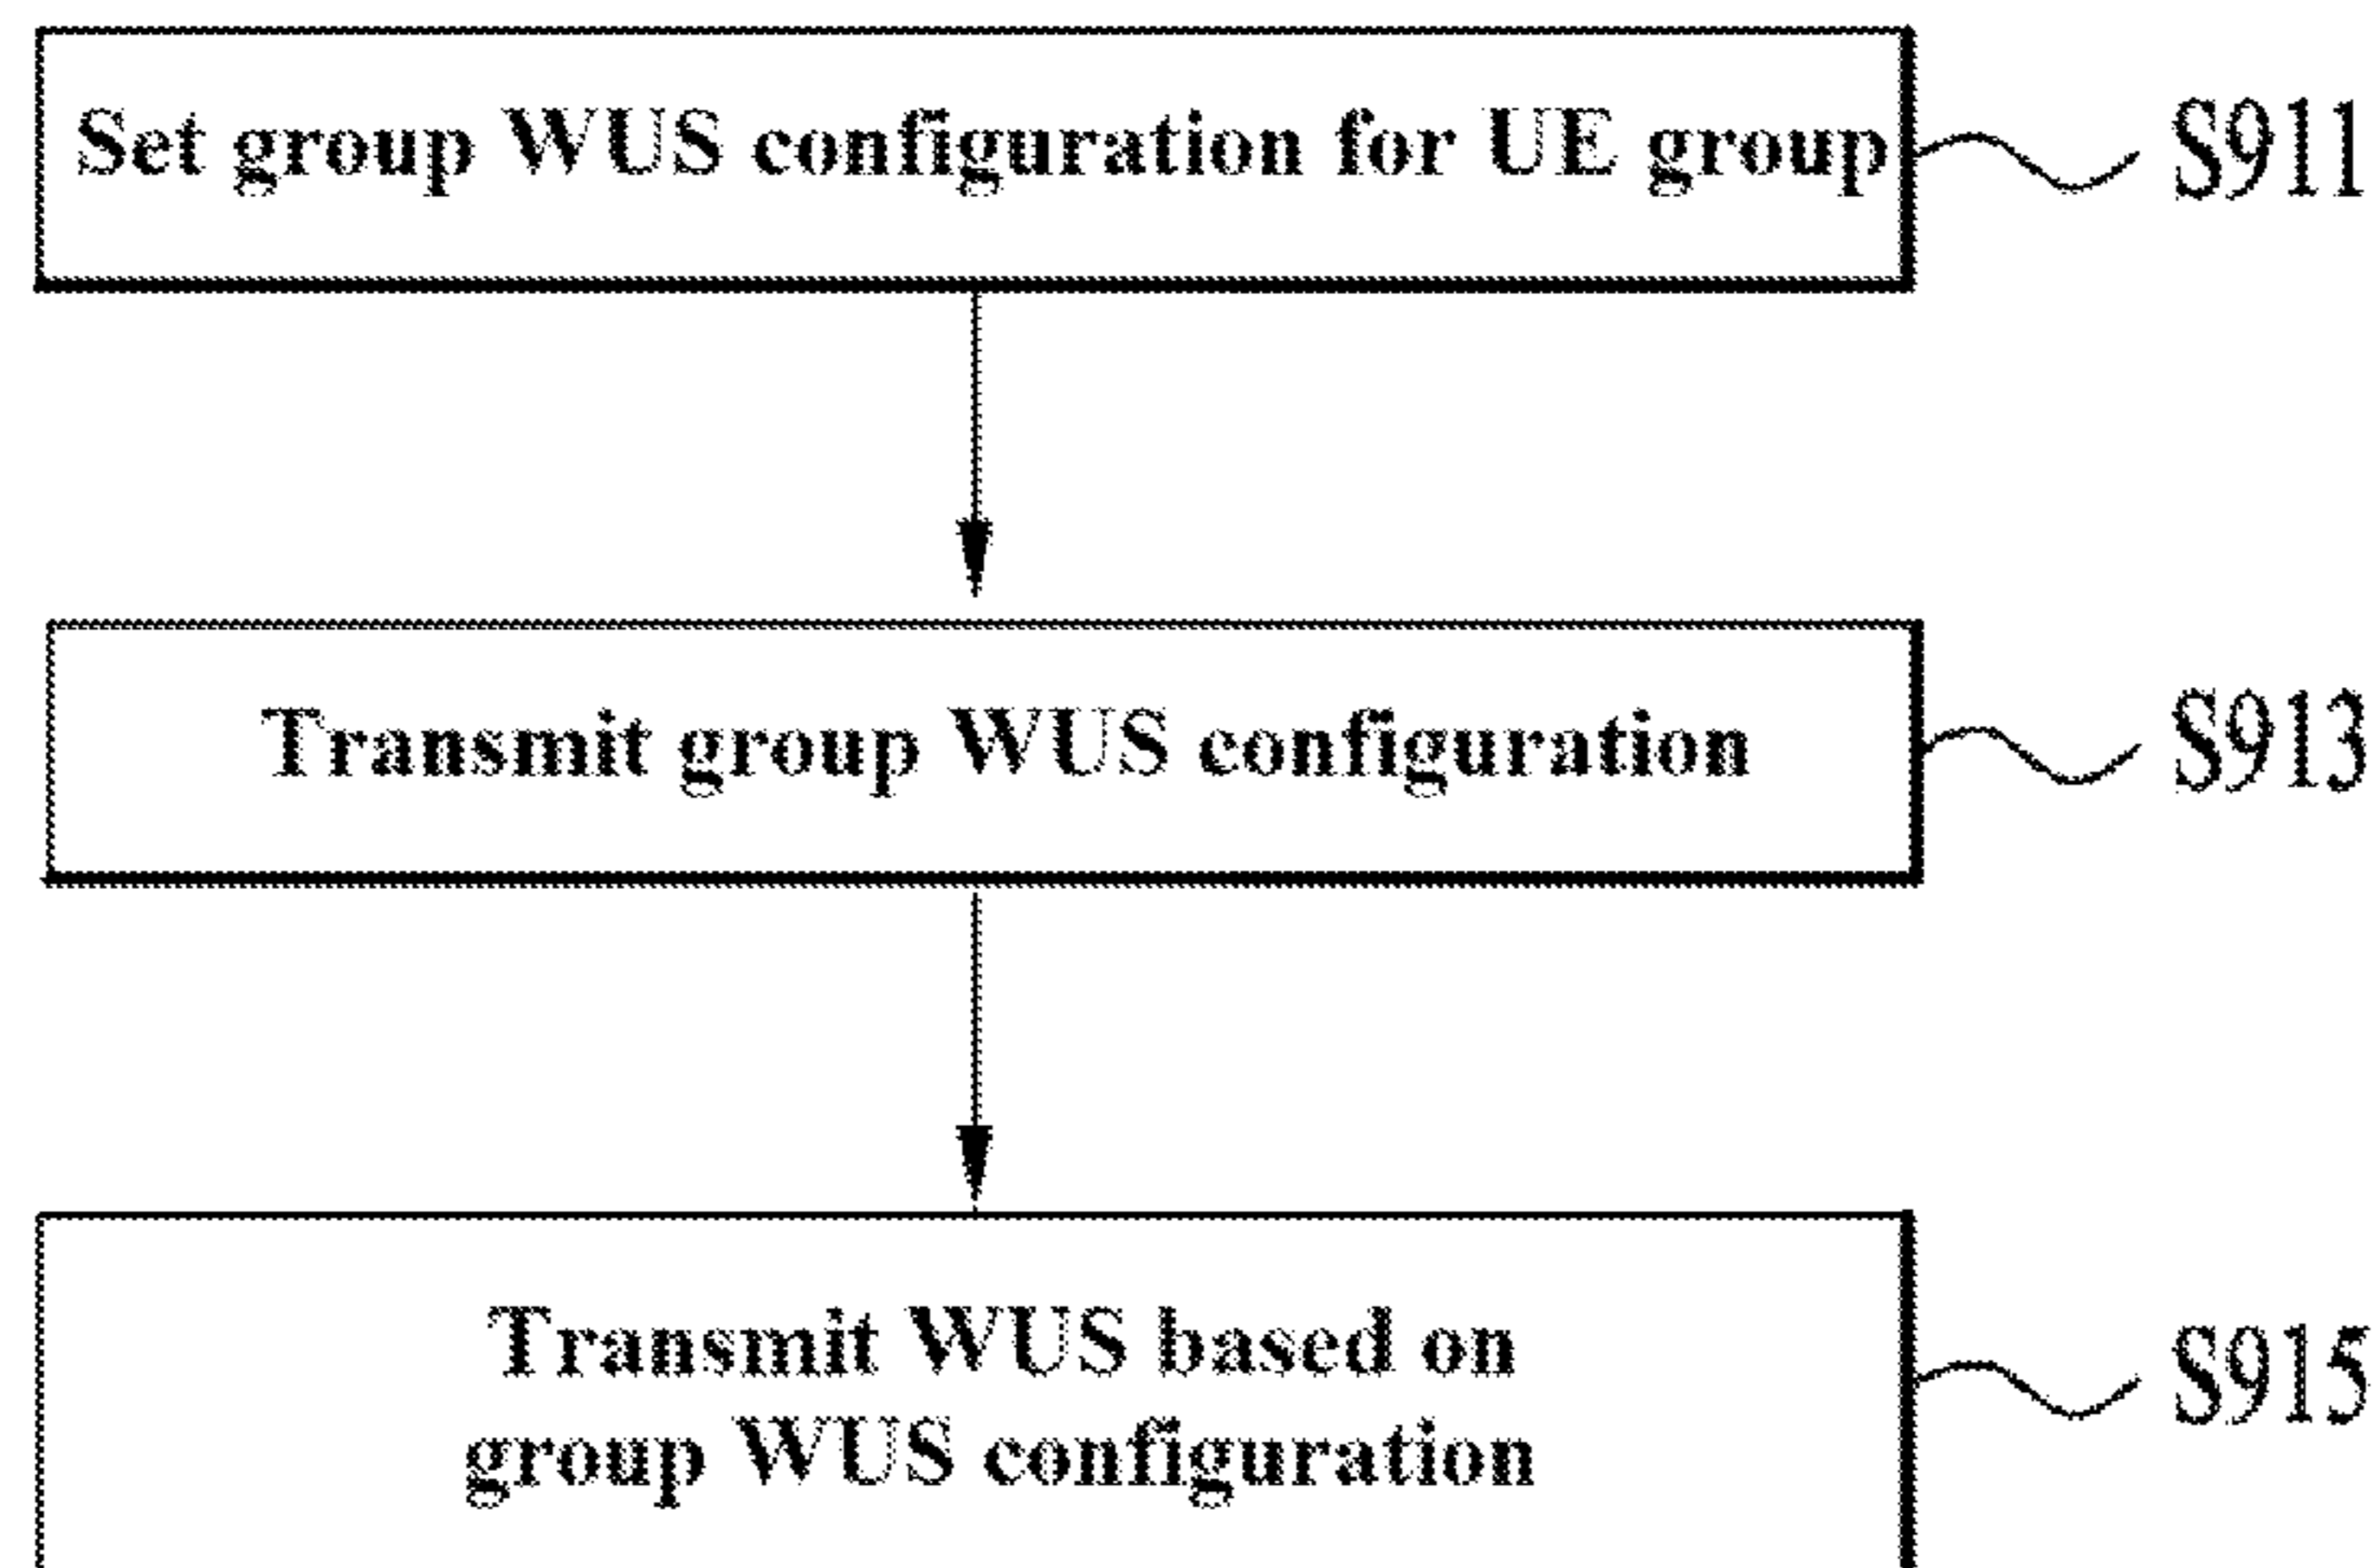 Set group WUS configuration for UE group
S911
Transmit group WUS configuration
S913
Transmit WUS based on
group WUS configuration
S915